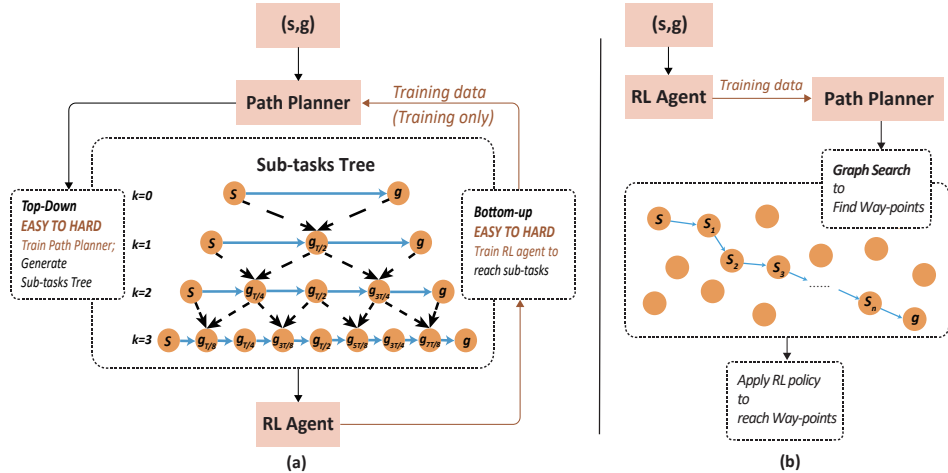 (s,g)
Path Planner
Training data
(Training only)
Sub-tasks Tree
Top-Down
EASY TO HARD
Train Path Planner;
Generate
Sub-tasks Tree
Bottom-up
EASY TO HARD
Train RL agent to
reach sub-tasks
k=0
S g
k=1
S g_{T/2} g
k=2
S g_{T/4} g_{T/2} g_{3T/4} g
k=3
S g_{T/8} g_{T/4} g_{3T/8} g_{T/2} g_{5T/8} g_{3T/4} g_{7T/8} g
RL Agent
(a)
(s,g)
RL Agent
Training data
Path Planner
Graph Search
to
Find Way-points
S S_1
S_2 S_3
......
S_n
g
Apply RL policy
to
reach Way-points
(b)